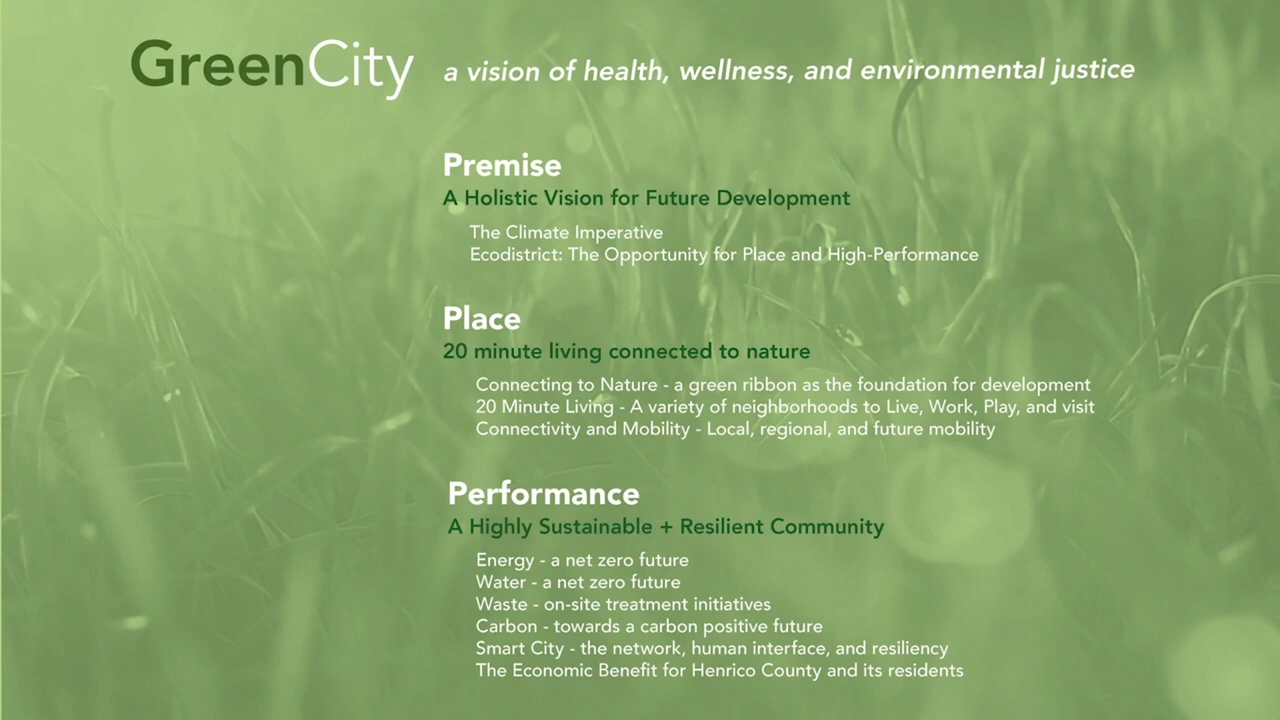 GreenCity a vision of health, wellness, and environmental justice
Premise
A Holistic Vision for Future Development
The Climate Imperative
Ecodistrict: The Opportunity for Place and High-Performance
Place
20 minute living connected to nature
Connecting to Nature - a green ribbon as the foundation for development
20 Minute Living - A variety of neighborhoods to Live, Work, Play, and visit
Connectivity and Mobility - Local, regional, and future mobility
Performance
A Highly Sustainable + Resilient Community
Energy - a net zero future
Water - a net zero future
Waste - on-site treatment initiatives
Carbon - towards a carbon positive future
Smart City - the network, human interface, and resiliency
The Economic Benefit for Henrico County and its residents